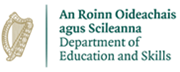 An Roinn Oideachais
agus Scileanna
Department of
Education and Skills